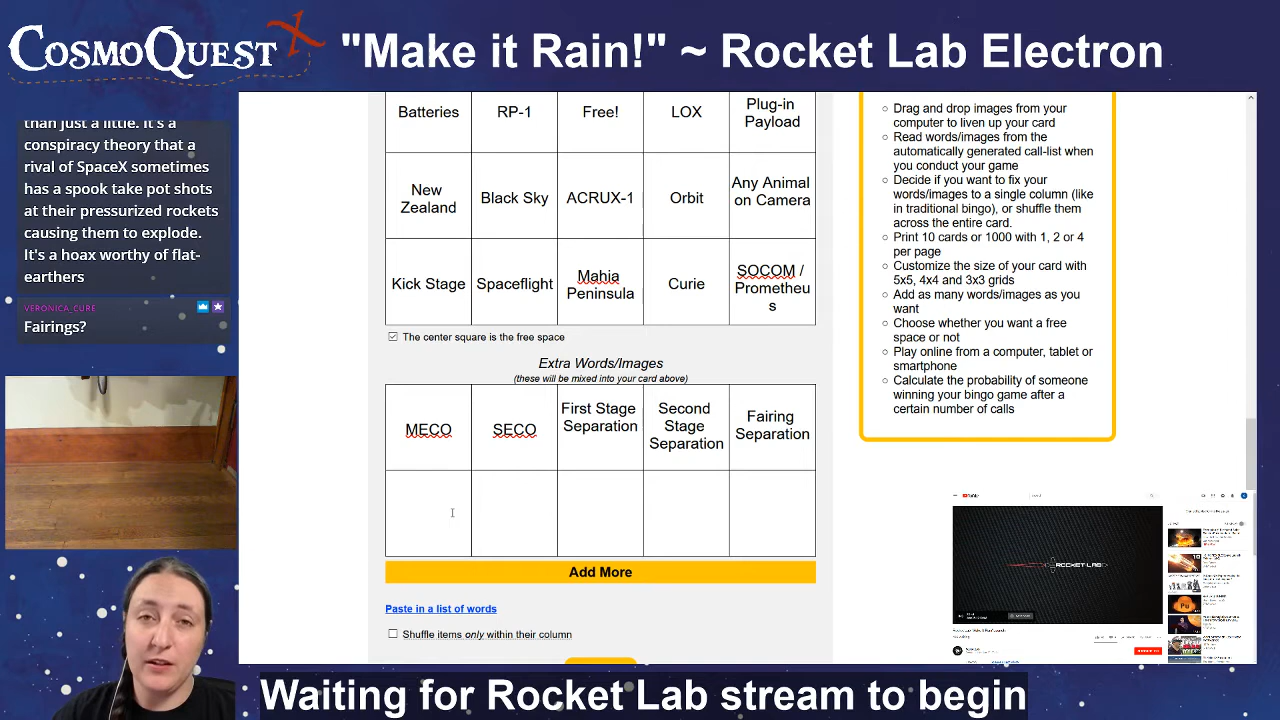 COSMOQUEST X
"Make it Rain!" ~ Rocket Lab Electron
than just a little. It's a
conspiracy theory that a
rival of SpaceX sometimes
has a spook take pot shots
at their pressurized rockets
causing them to explode.
It's a hoax worthy of flat-
earthers
VERONICA_CURE
Fairings?
Batteries
RP-1
Free!
LOX
Plug-in
Payload
New
Zealand
Black Sky
ACRUX-1
Orbit
Any Animal
on Camera
Kick Stage
Spaceflight
Mahia
Peninsula
Curie
SOCOM /
Prometheu
s
The center square is the free space
Extra Words/Images
(these will be mixed into your card above)
MECO
SECO
First Stage
Separation
Second
Stage
Separation
Fairing
Separation
Add More
Paste in a list of words
Shuffle items only within their column
Drag and drop images from your
computer to liven up your card
Read words/images from the
automatically generated call-list when
you conduct your game
Decide if you want to fix your
words/images to a single column (like
in traditional bingo), or shuffle them
across the entire card.
Print 10 cards or 1000 with 1, 2 or 4
per page
Customize the size of your card with
5x5, 4x4 and 3x3 grids
Add as many words/images as you
want
Choose whether you want a free
space or not
Play online from a computer, tablet or
smartphone
Calculate the probability of someone
winning your bingo game after a
certain number of calls
ROCKET LAB
Waiting for Rocket Lab stream to begin